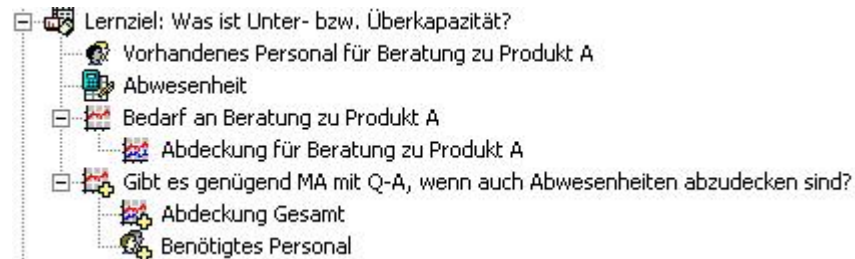 Lernziel: Was ist Unter- bzw. Überkapazität?
Vorhandenes Personal für Beratung zu Produkt A
Abwesenheit
Bedarf an Beratung zu Produkt A
Abdeckung für Beratung zu Produkt A
Gibt es genügend MA mit Q-A, wenn auch Abwesenheiten abzudecken sind?
Abdeckung Gesamt
Benötigtes Personal